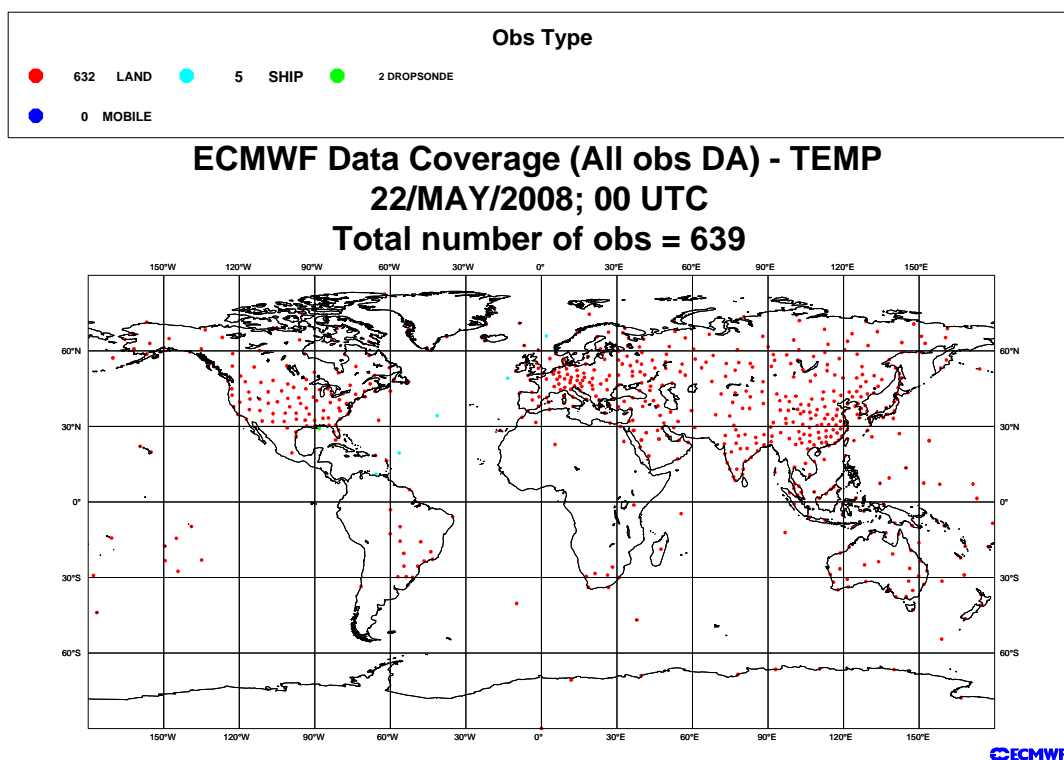 Obs Type
632 LAND 5 SHIP 2 DROPSONDE
0 MOBILE
ECMWF Data Coverage (All obs DA) - TEMP
22/MAY/2008; 00 UTC
Total number of obs = 639
150°W 120°W 90°W 60°W 30°W 0° 30°E 60°E 90°E 120°E 150°E
60°N 60°N
30°N 30°N
0° 0°
30°S 30°S
60°S 60°S
150°W 120°W 90°W 60°W 30°W 0° 30°E 60°E 90°E 120°E 150°E
ECMWF